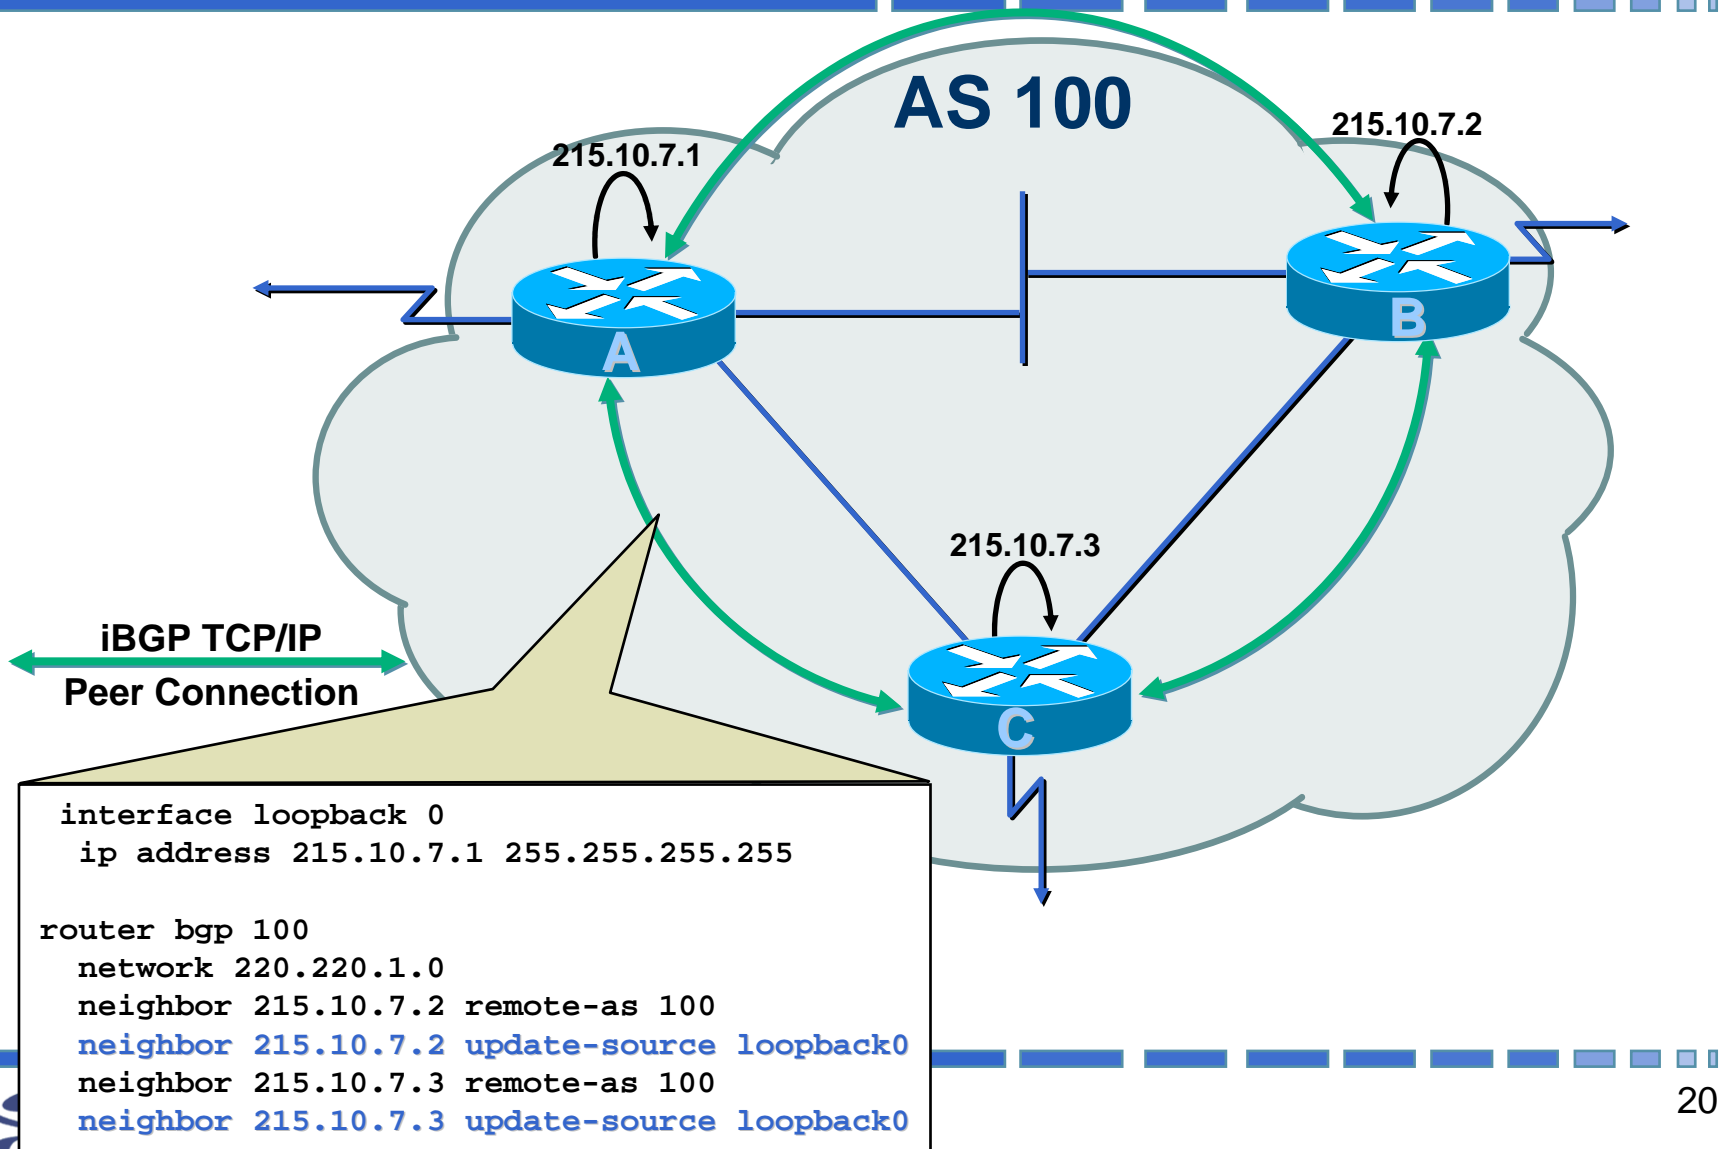 AS 100
215.10.7.2
215.10.7.1
A
B
215.10.7.3
C
iBGP TCP/IP
Peer Connection
interface loopback 0
ip address 215.10.7.1 255.255.255.255
router bgp 100
network 220.220.1.0
neighbor 215.10.7.2 remote-as 100
neighbor 215.10.7.2 update-source loopback0
neighbor 215.10.7.3 remote-as 100
neighbor 215.10.7.3 update-source loopback0
20